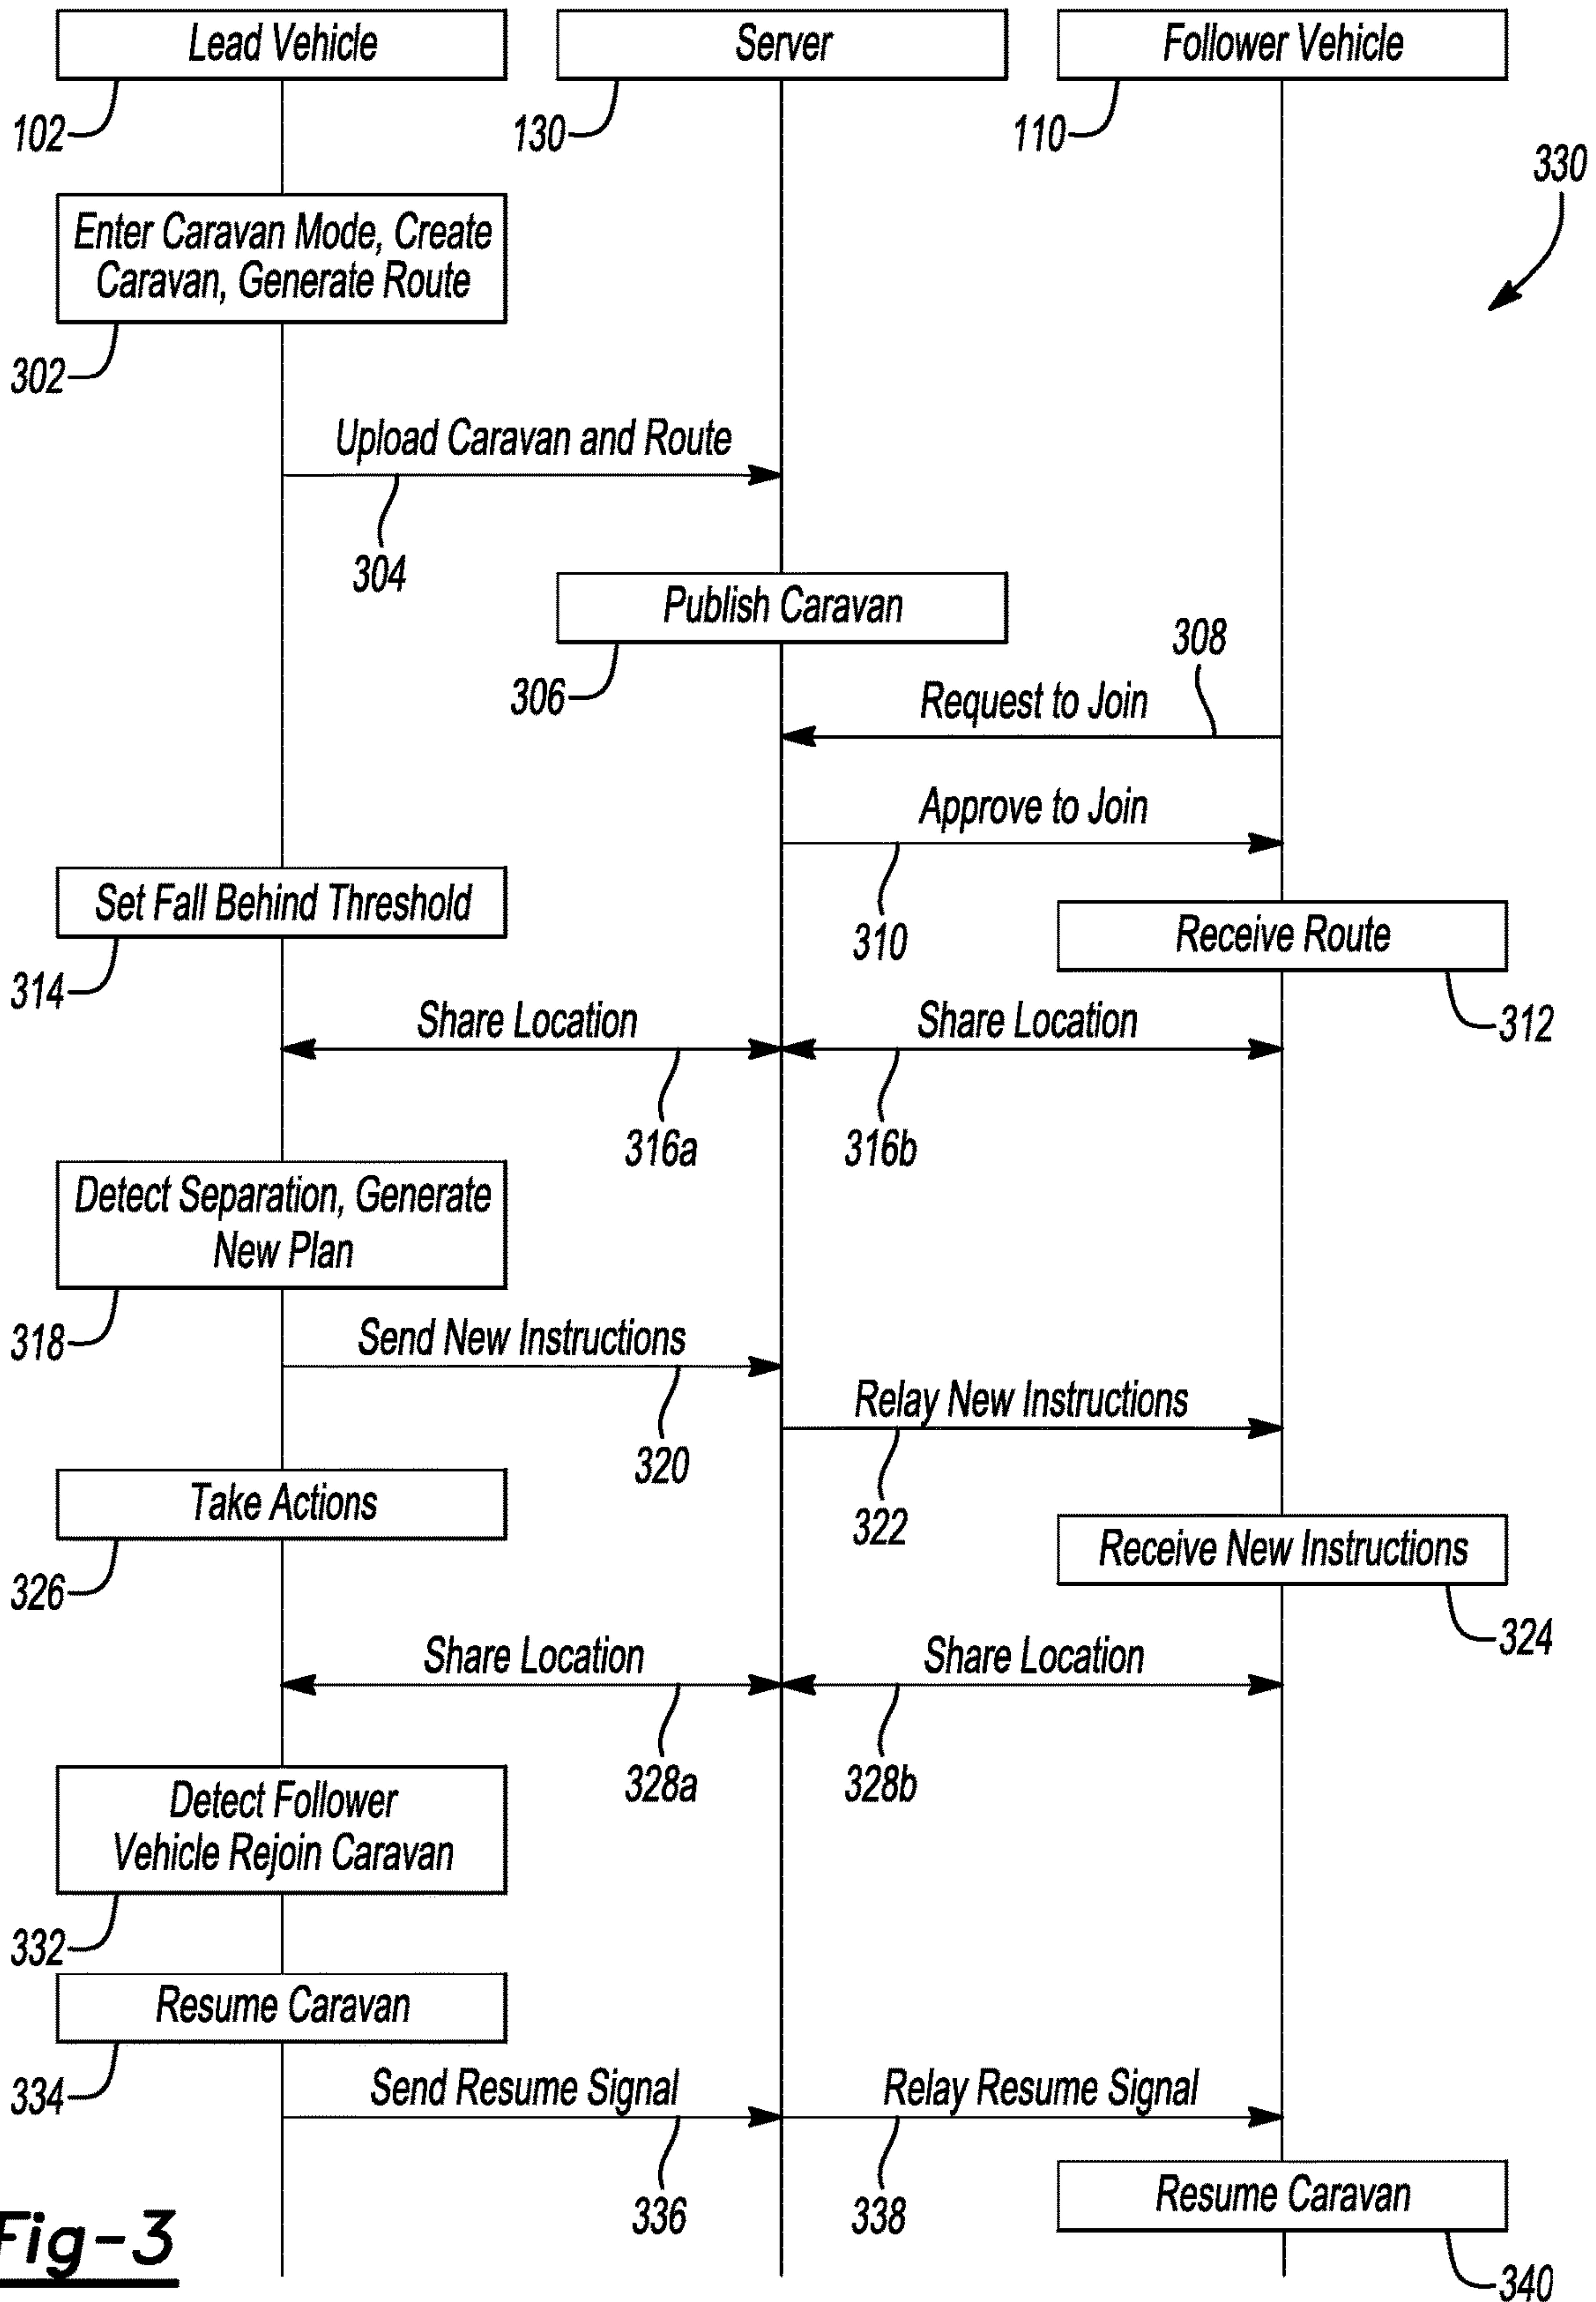 Lead Vehicle
Server
Follower Vehicle
102
130
110
330
Enter Caravan Mode, Create
Caravan, Generate Route
302
Upload Caravan and Route
304
Publish Caravan
306
308
Request to Join
Approve to Join
310
Set Fall Behind Threshold
314
Receive Route
312
Share Location
Share Location
316a
316b
Detect Separation, Generate
New Plan
318
Send New Instructions
320
Relay New Instructions
322
Take Actions
326
Receive New Instructions
324
Share Location
Share Location
328a
328b
Detect Follower
Vehicle Rejoin Caravan
332
Resume Caravan
334
Send Resume Signal
Relay Resume Signal
336
338
Resume Caravan
340
Fig-3